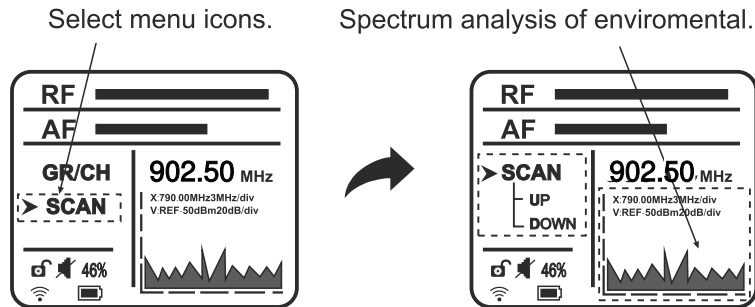 Select menu icons.
Spectrum analysis of enviromental.
RF
AF
GR/CH
SCAN
902.50 MHz
X:790.00MHz3MHz/div
V:REF-50dBm20dB/div
46%
RF
AF
SCAN
UP
DOWN
902.50 MHz
X:790.00MHz3MHz/div
V:REF-50dBm20dB/div
46%